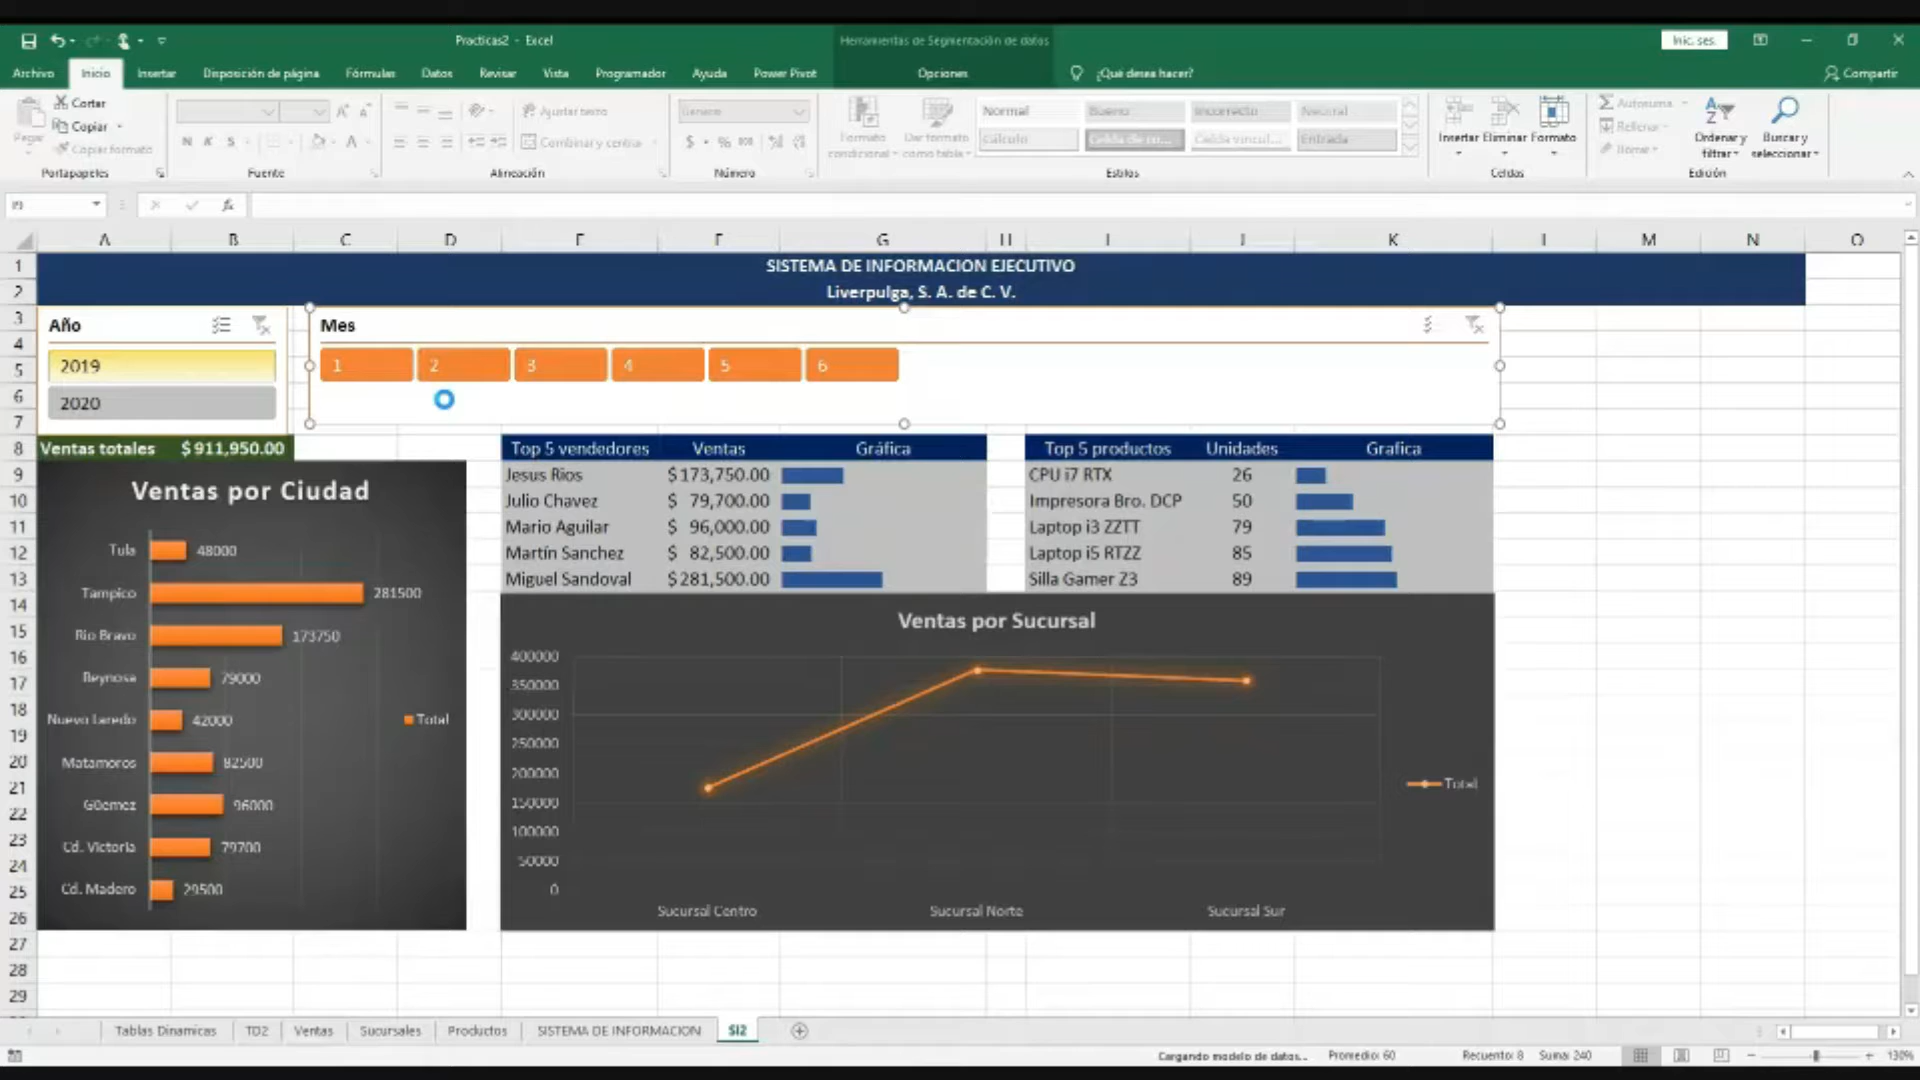 Practicas2 - Excel
Herramientas de Segmentación de datos
Inic. ses.
Archivo Inicio Insertar Disposición de página Fórmulas Datos Revisar Vista Programador Ayuda Power Pivot Opciones ¿Qué desea hacer? Compartir
Cortar
Copiar
Copiar formato
Pegar
Portapapeles
N K S
Fuente
Ajustar texto
Combinar y centrar
Alineación
General
$ % 000
Número
Formato condicional
Dar formato como tabla
Normal Bueno Incorrecto Neutral
Cálculo Celda de co... Celda vincul... Entrada
Estilos
Insertar Eliminar Formato
Celdas
Autosuma
Rellenar
Borrar
Ordenar y filtrar
Buscar y seleccionar
Edición
fx
A B C D E F G H I J K L M N O
1 SISTEMA DE INFORMACION EJECUTIVO
2 Liverpulga, S. A. de C. V.
3 Año Mes
4
5 2019 1 2 3 4 5 6
6 2020
7
8 Ventas totales $ 911,950.00 Top 5 vendedores Ventas Gráfica Top 5 productos Unidades Grafica
9 Jesus Rios $ 173,750.00 CPU i7 RTX 26
10 Julio Chavez $ 79,700.00 Impresora Bro. DCP 50
11 Mario Aguilar $ 96,000.00 Laptop i3 ZZTT 79
12 Martín Sanchez $ 82,500.00 Laptop i5 RTZZ 85
13 Miguel Sandoval $ 281,500.00 Silla Gamer Z3 89
14
15
16
17
18
19
20
21
22
23
24
25
26
27
28
29
Ventas por Ciudad
Tula 48000
Tampico 281500
Rio Bravo 173750
Reynosa 79000
Nuevo Laredo 42000
Total
Matamoros 82500
Güemez 96000
Cd. Victoria 79700
Cd. Madero 29500
Ventas por Sucursal
400000
350000
300000
250000
200000
150000
100000
50000
0
Total
Sucursal Centro Sucursal Norte Sucursal Sur
Tablas Dinamicas TD2 Ventas Sucursales Productos SISTEMA DE INFORMACION SI2
Cargando modelo de datos... Promedio: 60 Recuento: 8 Suma: 240 130%